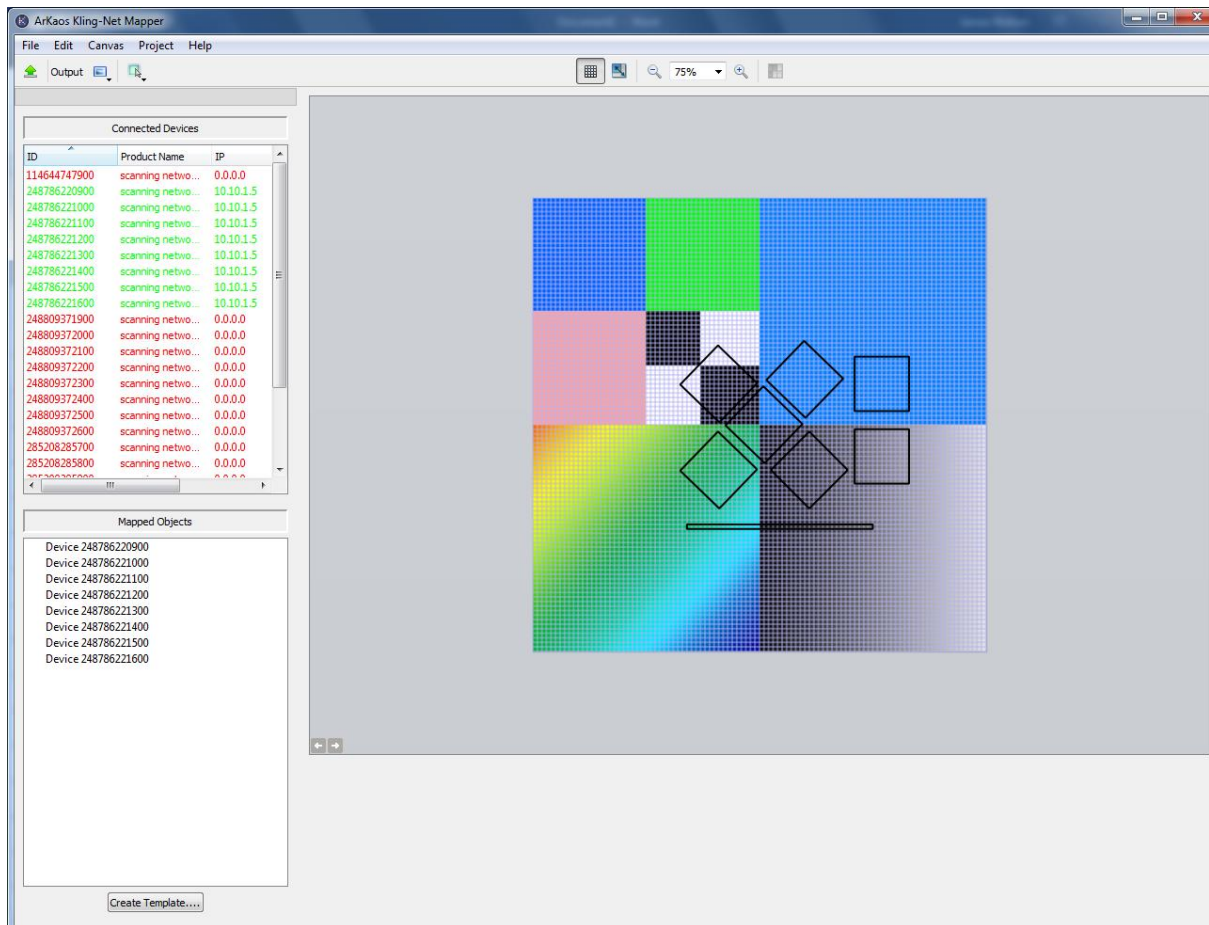 ArKaos Kling-Net Mapper
File Edit Canvas Project Help
Output 75%
Connected Devices
ID Product Name IP
114644747900 scanning netwo... 0.0.0.0
248786220900 scanning netwo... 10.10.1.5
248786221000 scanning netwo... 10.10.1.5
248786221100 scanning netwo... 10.10.1.5
248786221200 scanning netwo... 10.10.1.5
248786221300 scanning netwo... 10.10.1.5
248786221400 scanning netwo... 10.10.1.5
248786221500 scanning netwo... 10.10.1.5
248786221600 scanning netwo... 10.10.1.5
248809371900 scanning netwo... 0.0.0.0
248809372000 scanning netwo... 0.0.0.0
248809372100 scanning netwo... 0.0.0.0
248809372200 scanning netwo... 0.0.0.0
248809372300 scanning netwo... 0.0.0.0
248809372400 scanning netwo... 0.0.0.0
248809372500 scanning netwo... 0.0.0.0
248809372600 scanning netwo... 0.0.0.0
285208285700 scanning netwo... 0.0.0.0
285208285800 scanning netwo... 0.0.0.0
Mapped Objects
Device 248786220900
Device 248786221000
Device 248786221100
Device 248786221200
Device 248786221300
Device 248786221400
Device 248786221500
Device 248786221600
Create Template....